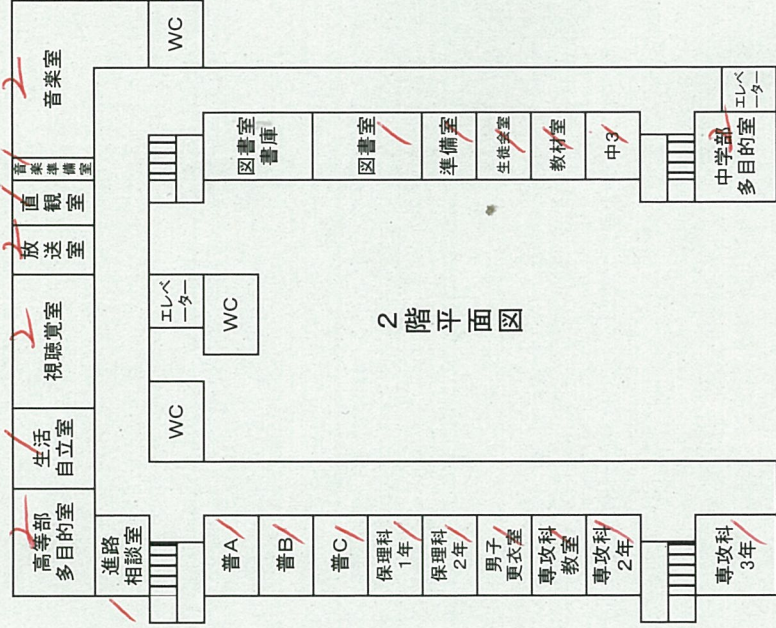 2
音楽室
WC
音楽準備室
直観室
2
放送室
2
視聴覚室
生活
自立室
2
高等部
多目的室
進路
相談室
図書室
書庫
図書室
準備室
生徒会室
教材室
中3
エレベ
ーター
2
中学部
多目的室
エレベ
ーター
WC
WC
2階平面図
普A
普B
普C
保理科
1年
保理科
2年
男子
更衣室
専攻科
教室
専攻科
2年
専攻科
3年